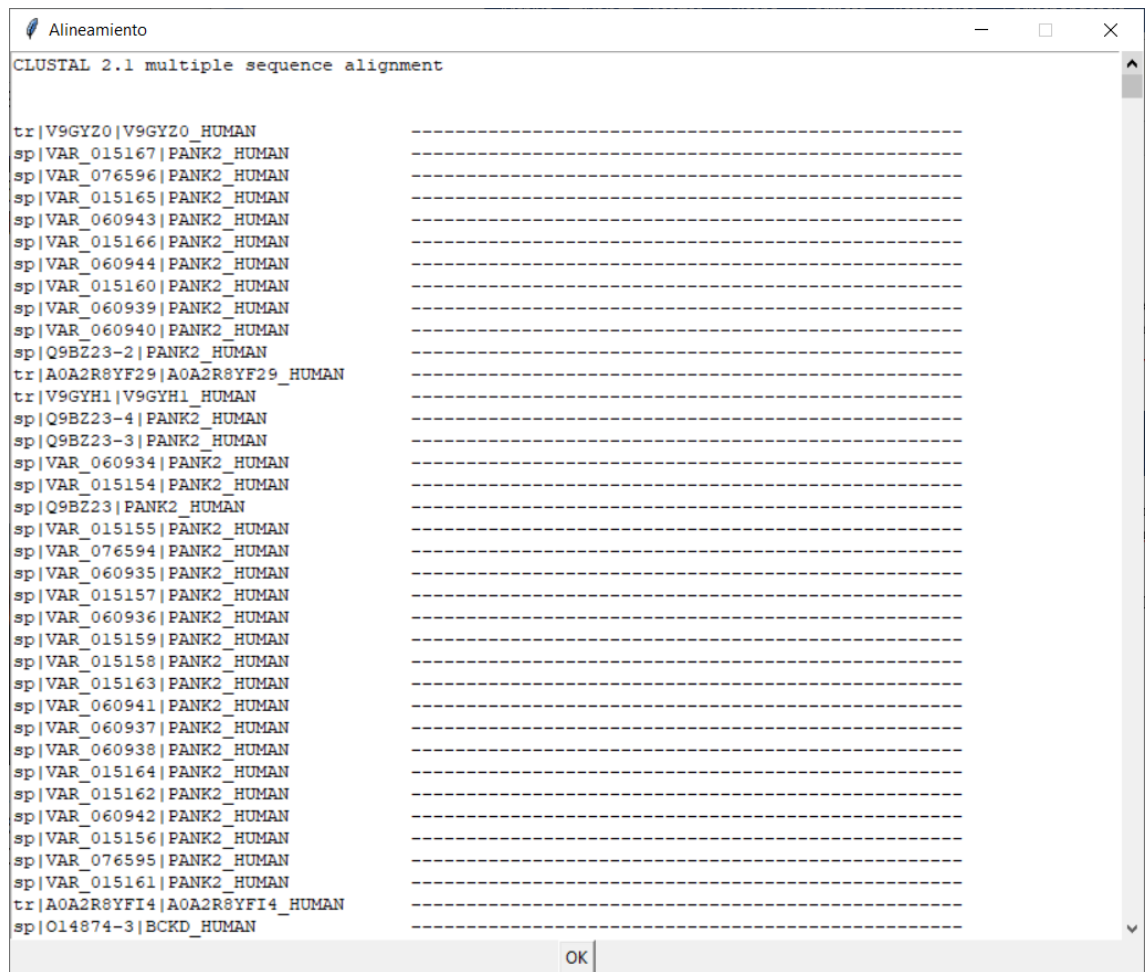 Alineamiento
CLUSTAL 2.1 multiple sequence alignment
tr|V9GYZ0|V9GYZ0_HUMAN --------------------------------------------------
sp|VAR_015167|PANK2_HUMAN --------------------------------------------------
sp|VAR_076596|PANK2_HUMAN --------------------------------------------------
sp|VAR_015165|PANK2_HUMAN --------------------------------------------------
sp|VAR_060943|PANK2_HUMAN --------------------------------------------------
sp|VAR_015166|PANK2_HUMAN --------------------------------------------------
sp|VAR_060944|PANK2_HUMAN --------------------------------------------------
sp|VAR_015160|PANK2_HUMAN --------------------------------------------------
sp|VAR_060939|PANK2_HUMAN --------------------------------------------------
sp|VAR_060940|PANK2_HUMAN --------------------------------------------------
sp|Q9BZ23-2|PANK2_HUMAN --------------------------------------------------
tr|A0A2R8YF29|A0A2R8YF29_HUMAN --------------------------------------------------
tr|V9GYH1|V9GYH1_HUMAN --------------------------------------------------
sp|Q9BZ23-4|PANK2_HUMAN --------------------------------------------------
sp|Q9BZ23-3|PANK2_HUMAN --------------------------------------------------
sp|VAR_060934|PANK2_HUMAN --------------------------------------------------
sp|VAR_015154|PANK2_HUMAN --------------------------------------------------
sp|Q9BZ23|PANK2_HUMAN --------------------------------------------------
sp|VAR_015155|PANK2_HUMAN --------------------------------------------------
sp|VAR_076594|PANK2_HUMAN --------------------------------------------------
sp|VAR_060935|PANK2_HUMAN --------------------------------------------------
sp|VAR_015157|PANK2_HUMAN --------------------------------------------------
sp|VAR_060936|PANK2_HUMAN --------------------------------------------------
sp|VAR_015159|PANK2_HUMAN --------------------------------------------------
sp|VAR_015158|PANK2_HUMAN --------------------------------------------------
sp|VAR_015163|PANK2_HUMAN --------------------------------------------------
sp|VAR_060941|PANK2_HUMAN --------------------------------------------------
sp|VAR_060937|PANK2_HUMAN --------------------------------------------------
sp|VAR_060938|PANK2_HUMAN --------------------------------------------------
sp|VAR_015164|PANK2_HUMAN --------------------------------------------------
sp|VAR_015162|PANK2_HUMAN --------------------------------------------------
sp|VAR_060942|PANK2_HUMAN --------------------------------------------------
sp|VAR_015156|PANK2_HUMAN --------------------------------------------------
sp|VAR_076595|PANK2_HUMAN --------------------------------------------------
sp|VAR_015161|PANK2_HUMAN --------------------------------------------------
tr|A0A2R8YFI4|A0A2R8YFI4_HUMAN --------------------------------------------------
sp|O14874-3|BCKD_HUMAN --------------------------------------------------
OK